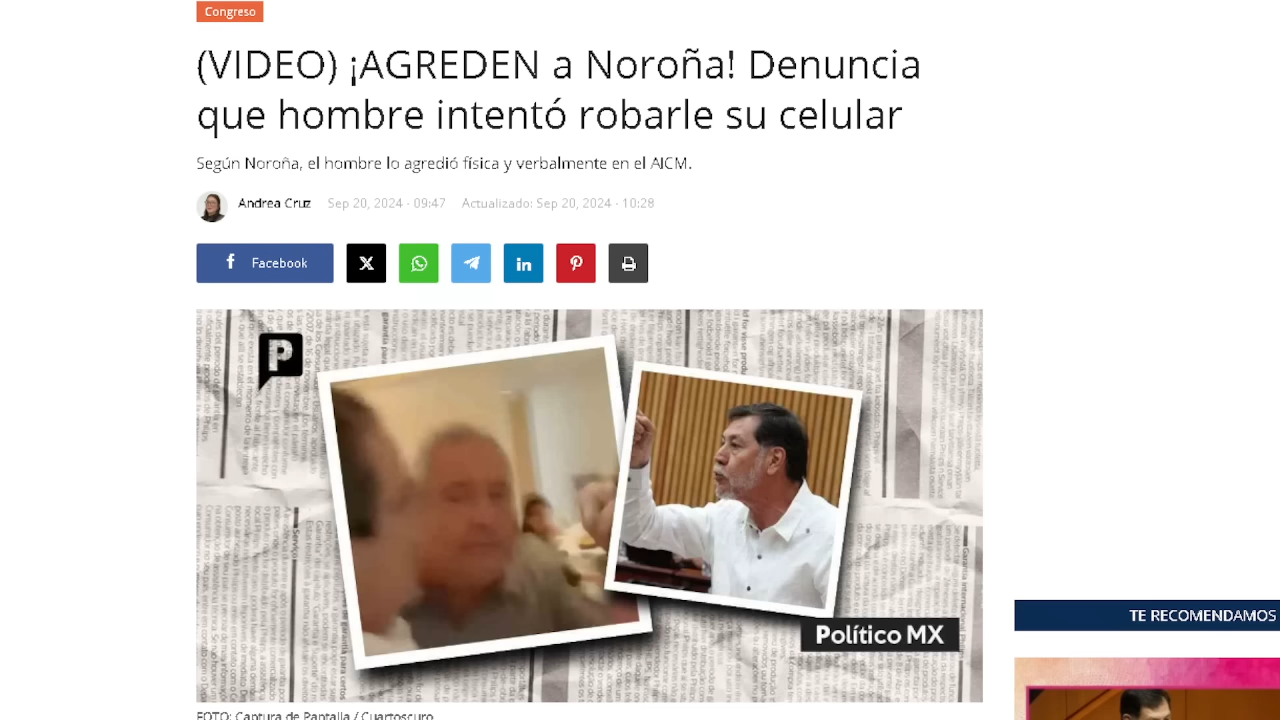 Congreso
(VIDEO) ¡AGREDEN a Noroña! Denuncia
que hombre intentó robarle su celular
Según Noroña, el hombre lo agredió física y verbalmente en el AICM.
Andrea Cruz Sep 20, 2024 - 09:47 Actualizado: Sep 20, 2024 - 10:28
Facebook
P
Político MX
TE RECOMENDAMOS
FOTO: Captura de Pantalla / Cuartoscuro